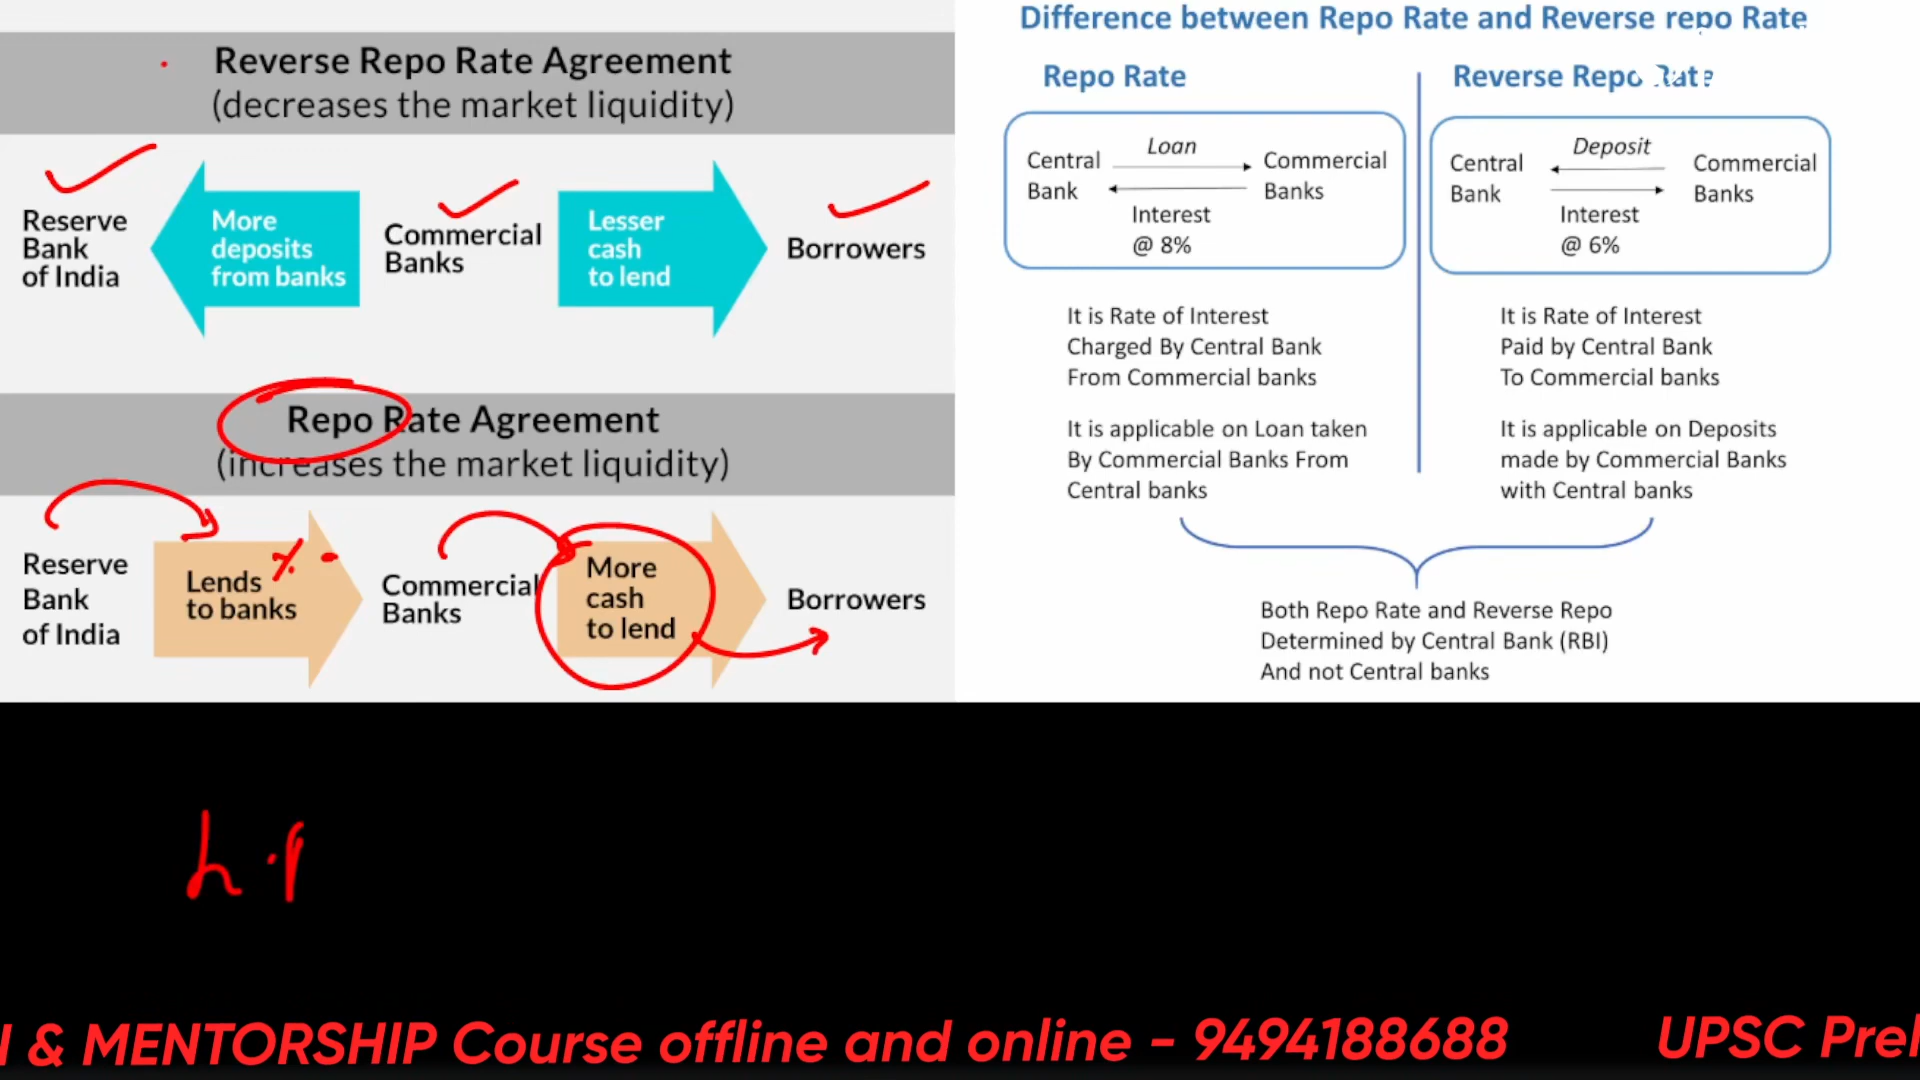 Reverse Repo Rate Agreement
(decreases the market liquidity)
Reserve
Bank
of India
More
deposits
from banks
Commercial
Banks
Lesser
cash
to lend
Borrowers
Repo Rate Agreement
(increases the market liquidity)
Reserve
Bank
of India
Lends
to banks
Commercial
Banks
More
cash
to lend
Borrowers
Difference between Repo Rate and Reverse repo Rate
Repo Rate
Central
Bank
Loan
Commercial
Banks
Interest
@ 8%
It is Rate of Interest
Charged By Central Bank
From Commercial banks
It is applicable on Loan taken
By Commercial Banks From
Central banks
Reverse Repo Rate
Central
Bank
Deposit
Commercial
Banks
Interest
@ 6%
It is Rate of Interest
Paid by Central Bank
To Commercial banks
It is applicable on Deposits
made by Commercial Banks
with Central banks
Both Repo Rate and Reverse Repo
Determined by Central Bank (RBI)
And not Central banks
& MENTORSHIP Course offline and online - 9494188688 UPSC